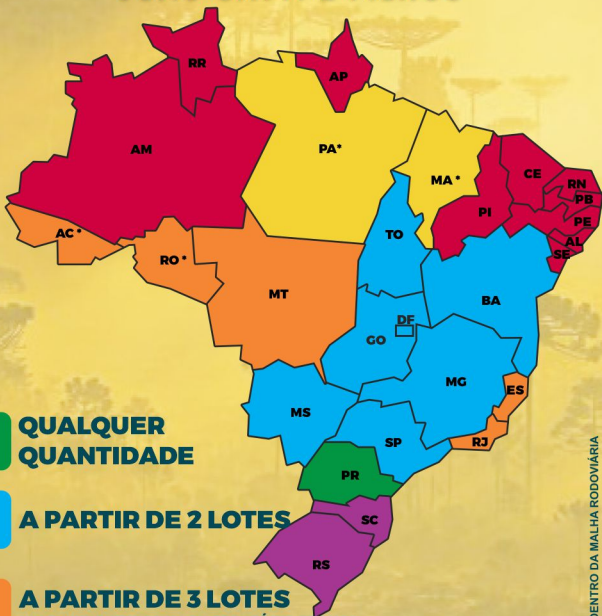 RR
AP
AM
PA*
MA *
CE
RN
PB
PI
PE
AL
SE
AC *
RO *
TO
MT
BA
DF
GO
MG
ES
MS
SP
RJ
PR
SC
RS
QUALQUER
QUANTIDADE
A PARTIR DE 2 LOTES
A PARTIR DE 3 LOTES
DENTRO DA MALHA RODOVIÁRIA